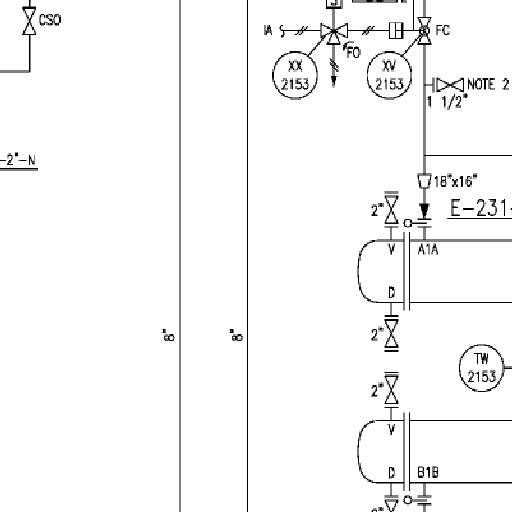 CSO
IA
FO
FC
XX
2153
XV
2153
NOTE 2
1 1/2"
-2"-N
18"x16"
2"
E-231-
V
A1A
D
8"
8"
2"
TW
2153
2"
V
D
B1B